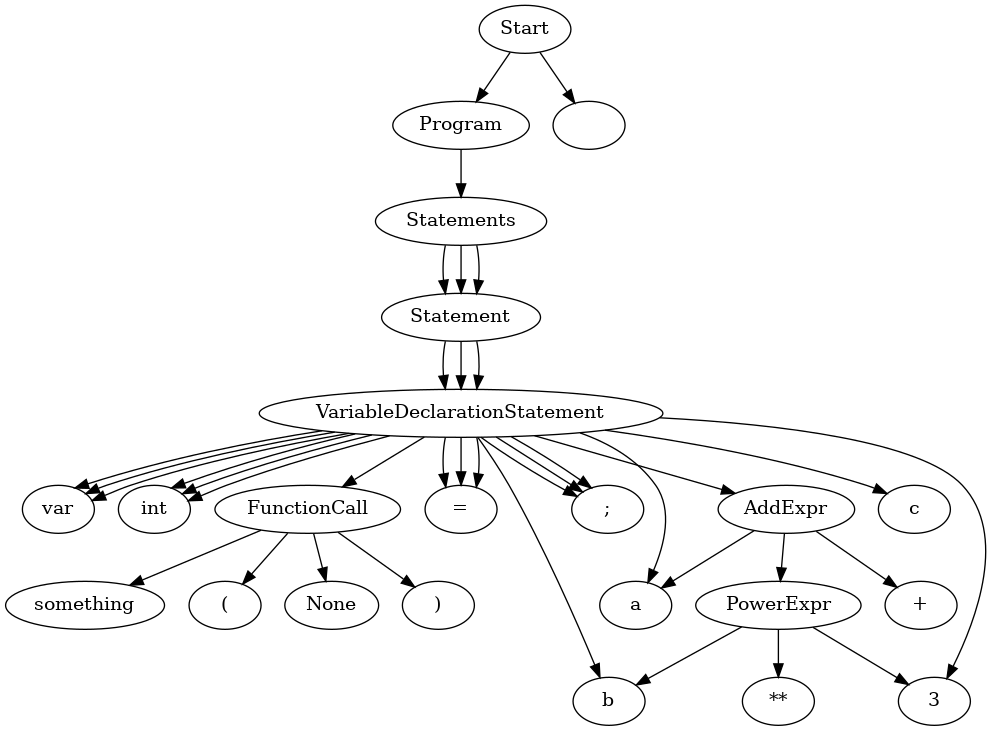 Start
Program
Statements
Statement
VariableDeclarationStatement
var int FunctionCall = ; AddExpr c
something ( None ) a PowerExpr +
b ** 3